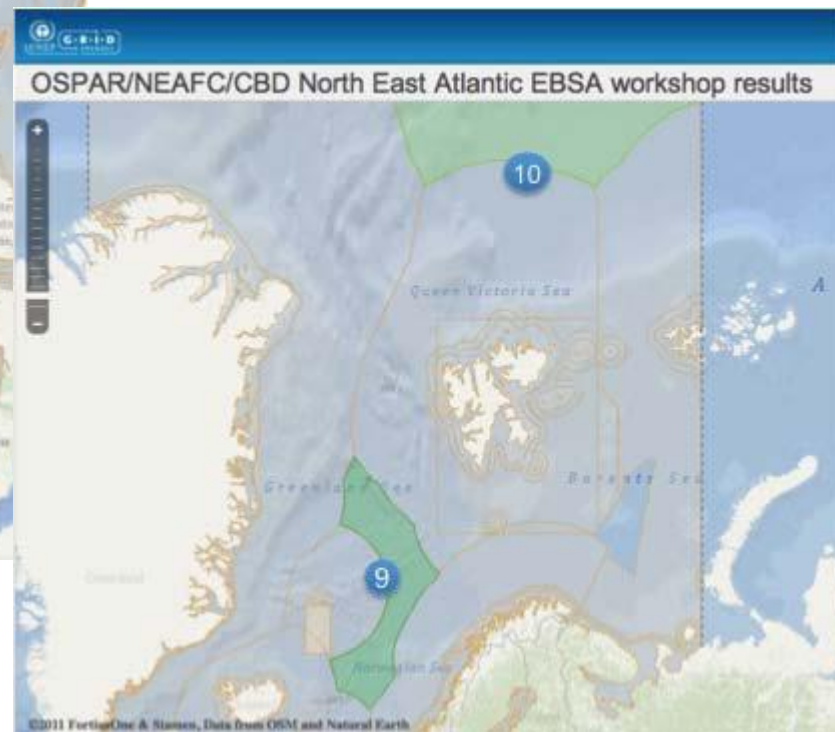 UNEP
G·R·I·D
OSPAR/NEAFC/CBD North East Atlantic EBSA workshop results
+
10
Queen Victoria Sea
A
Greenland Sea
Barents Sea
9
Norwegian Sea
©2011 FortiusOne & Stamen, Data from OSM and Natural Earth